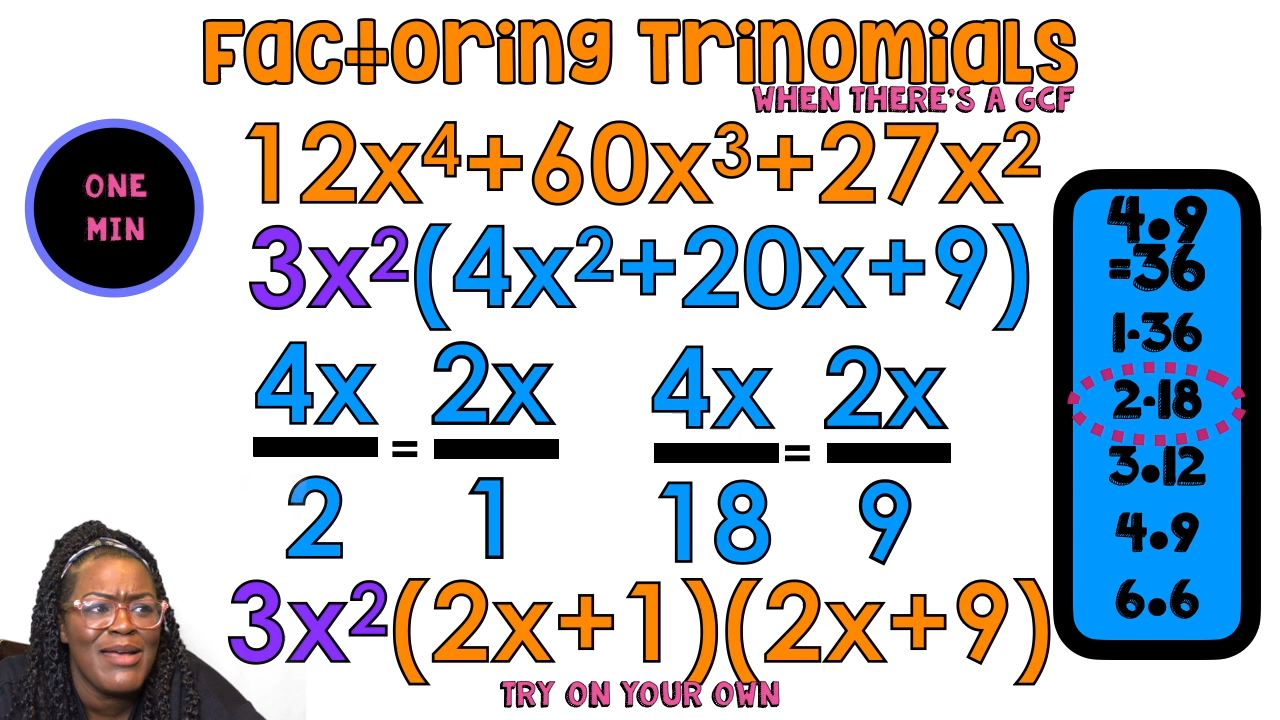 Factoring Trinomials
WHEN THERE'S A GCF
ONE
MIN
12x⁴+60x³+27x²
3x²(4x²+20x+9)
4x/2 = 2x/1
4x/18 = 2x/9
3x²(2x+1)(2x+9)
TRY ON YOUR OWN
4•9
=36
1•36
2•18
3•12
4•9
6•6